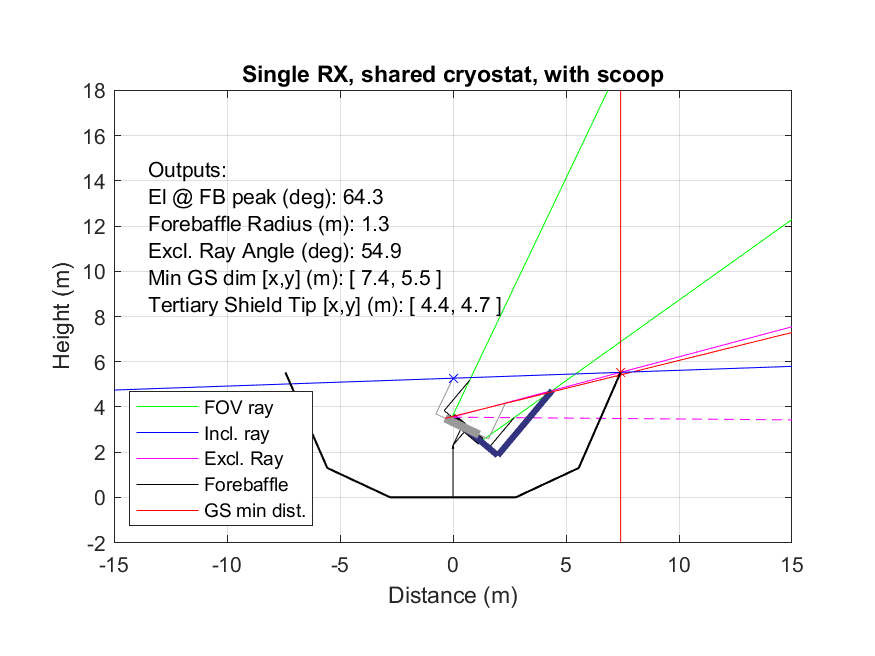 Single RX, shared cryostat, with scoop
18
16
14
12
10
8
6
4
2
0
-2
Height (m)
Outputs:
El @ FB peak (deg): 64.3
Forebaffle Radius (m): 1.3
Excl. Ray Angle (deg): 54.9
Min GS dim [x,y] (m): [ 7.4, 5.5 ]
Tertiary Shield Tip [x,y] (m): [ 4.4, 4.7 ]
FOV ray
Incl. ray
Excl. Ray
Forebaffle
GS min dist.
-15 -10 -5 0 5 10 15
Distance (m)